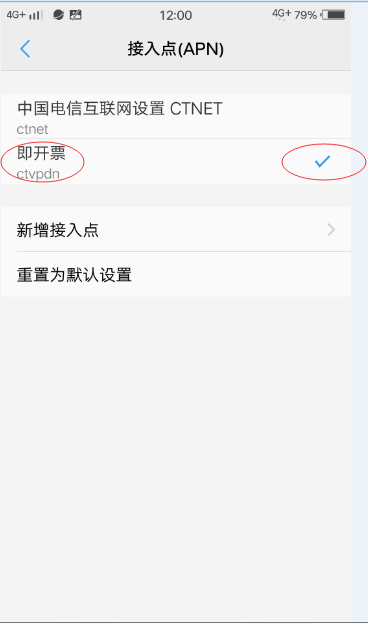 4G+ 12:00 4G+ 79%
接入点(APN)
中国电信互联网设置 CTNET
ctnet
即开票
ctvpdn
新增接入点
重置为默认设置